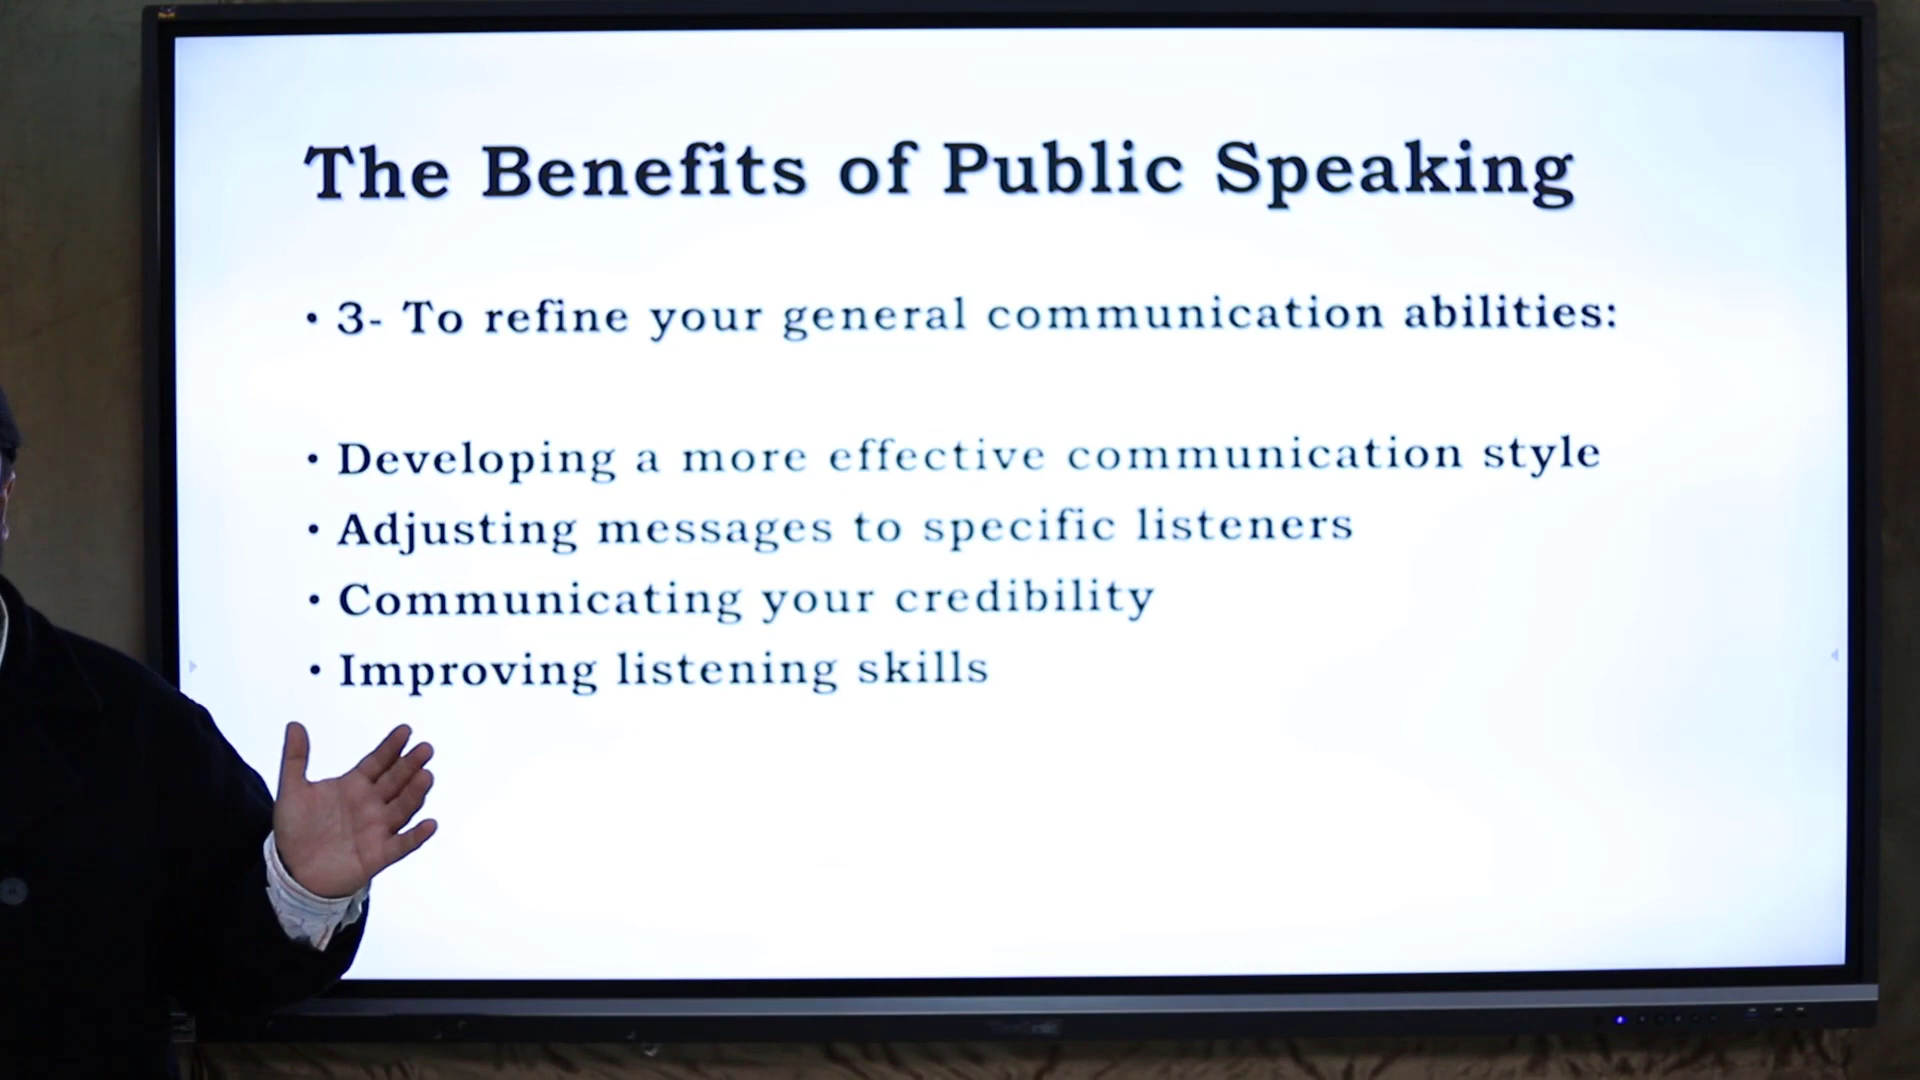 The Benefits of Public Speaking
• 3- To refine your general communication abilities:
• Developing a more effective communication style
• Adjusting messages to specific listeners
• Communicating your credibility
• Improving listening skills